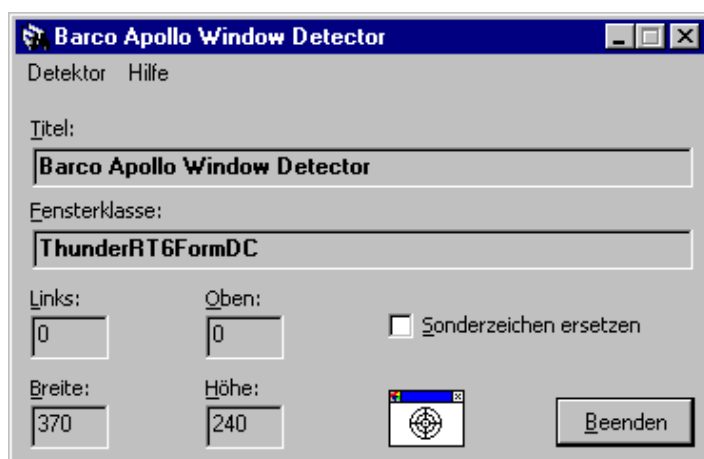 Barco Apollo Window Detector
Detektor Hilfe
Titel:
Barco Apollo Window Detector
Fensterklasse:
ThunderRT6FormDC
Links: Oben:
0 0 Sonderzeichen ersetzen
Breite: Höhe:
370 240 Beenden